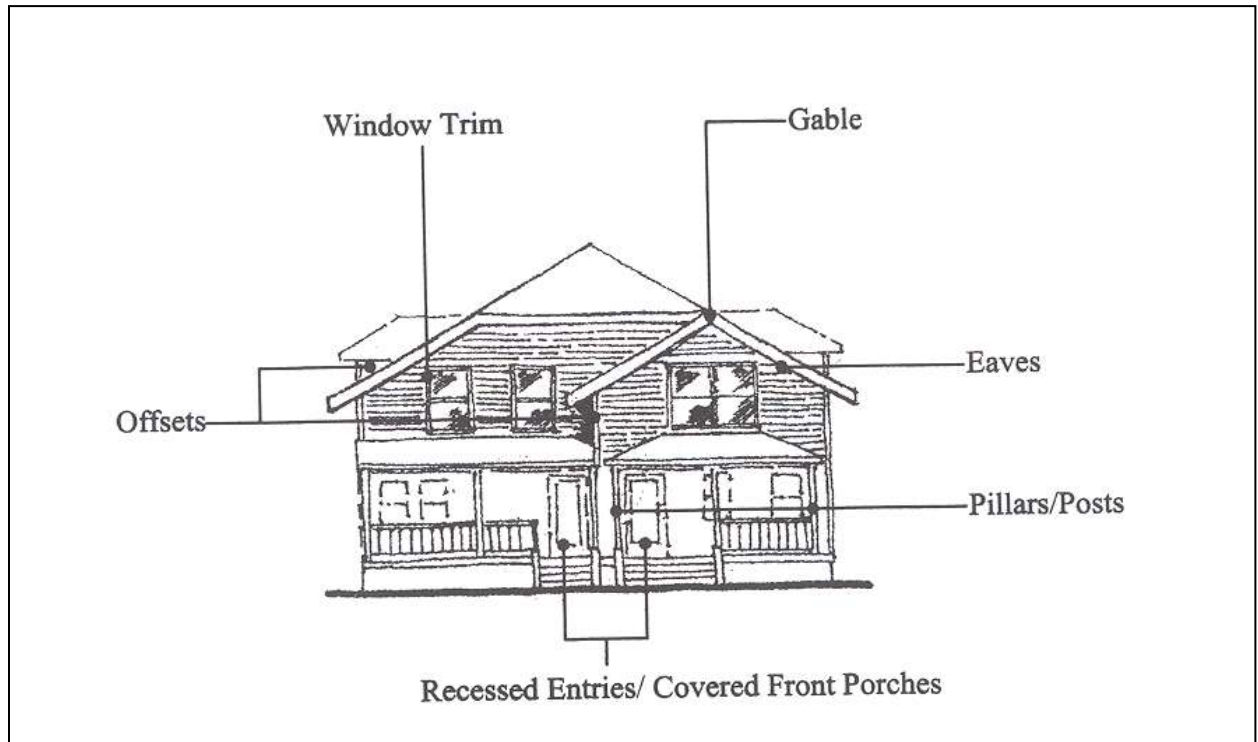 Window Trim
Gable
Eaves
Offsets
Pillars/Posts
Recessed Entries/ Covered Front Porches